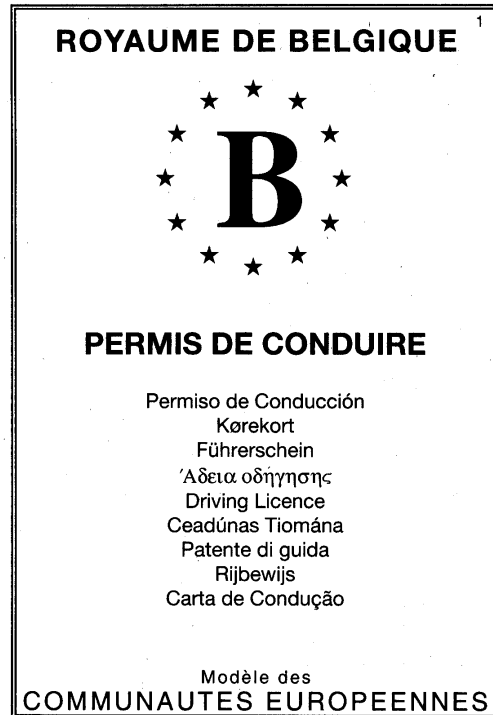 1
ROYAUME DE BELGIQUE
B
PERMIS DE CONDUIRE
Permiso de Conducción
Kørekort
Führerschein
Άδεια οδήγησης
Driving Licence
Ceadúnas Tiomána
Patente di guida
Rijbewijs
Carta de Condução
Modèle des
COMMUNAUTES EUROPEENNES